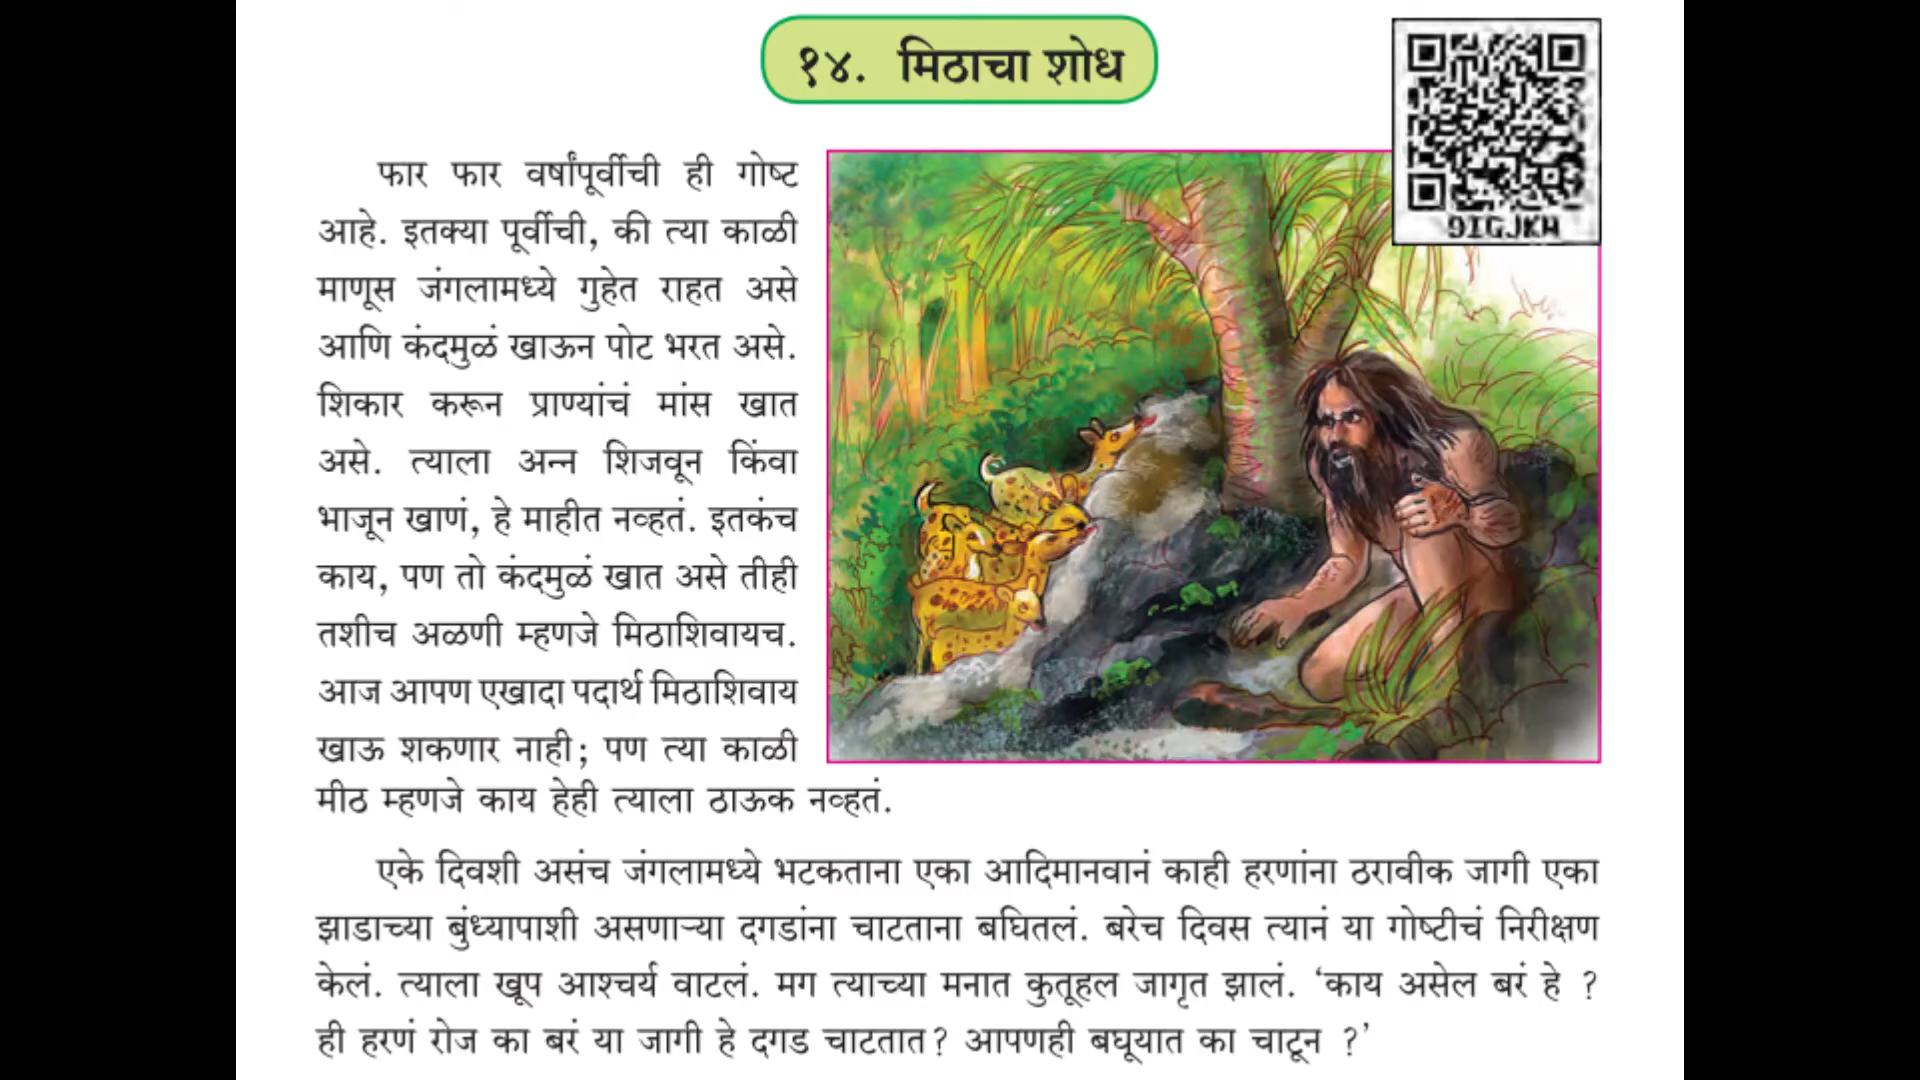 १४. मिठाचा शोध
9IGJKH
फार फार वर्षांपूर्वीची ही गोष्ट
आहे. इतक्या पूर्वीची, की त्या काळी
माणूस जंगलामध्ये गुहेत राहत असे
आणि कंदमुळं खाऊन पोट भरत असे.
शिकार करून प्राण्यांचं मांस खात
असे. त्याला अन्न शिजवून किंवा
भाजून खाणं, हे माहीत नव्हतं. इतकंच
काय, पण तो कंदमुळं खात असे तीही
तशीच अळणी म्हणजे मिठाशिवायच.
आज आपण एखादा पदार्थ मिठाशिवाय
खाऊ शकणार नाही; पण त्या काळी
मीठ म्हणजे काय हेही त्याला ठाऊक नव्हतं.
एके दिवशी असंच जंगलामध्ये भटकताना एका आदिमानवानं काही हरणांना ठरावीक जागी एका
झाडाच्या बुंध्यापाशी असणाऱ्या दगडांना चाटताना बघितलं. बरेच दिवस त्यानं या गोष्टीचं निरीक्षण
केलं. त्याला खूप आश्चर्य वाटलं. मग त्याच्या मनात कुतूहल जागृत झालं. ‘काय असेल बरं हे ?
ही हरणं रोज का बरं या जागी हे दगड चाटतात? आपणही बघूयात का चाटून ?’